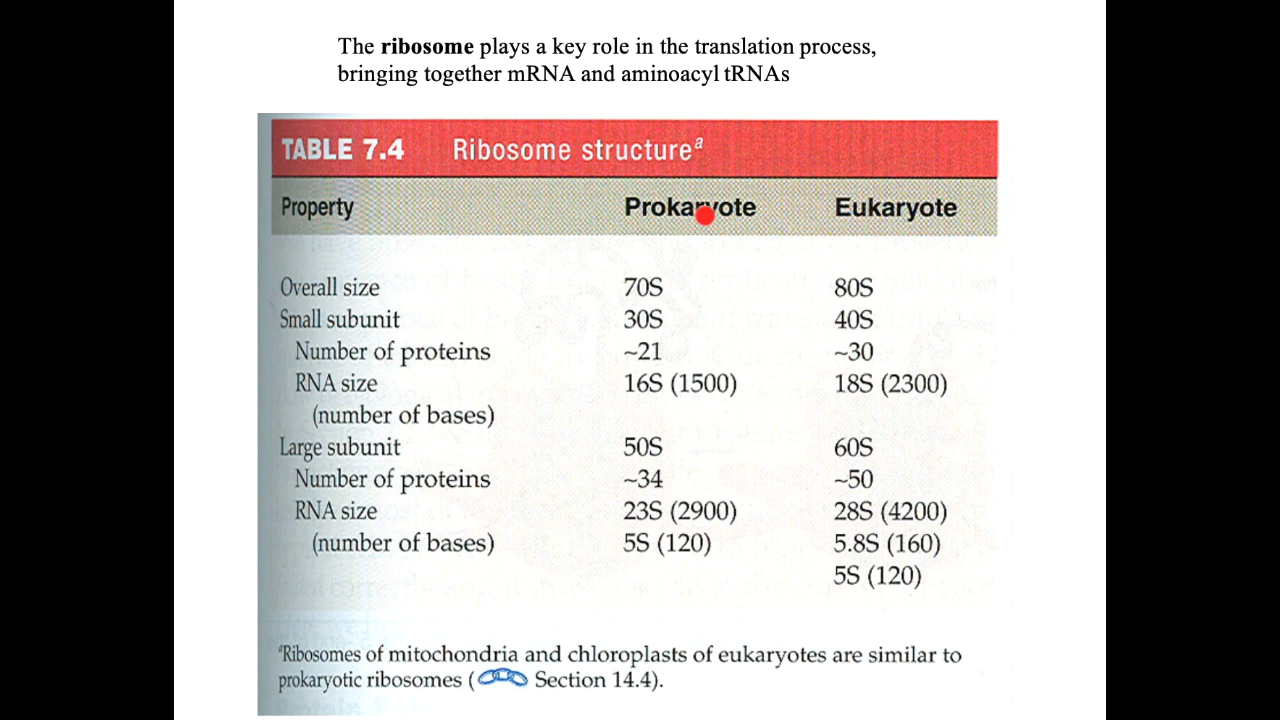 The ribosome plays a key role in the translation process,
bringing together mRNA and aminoacyl tRNAs
TABLE 7.4 Ribosome structureᵃ
Property Prokaryote Eukaryote
Overall size 70S 80S
Small subunit 30S 40S
Number of proteins ~21 ~30
RNA size 16S (1500) 18S (2300)
(number of bases)
Large subunit 50S 60S
Number of proteins ~34 ~50
RNA size 23S (2900) 28S (4200)
(number of bases) 5S (120) 5.8S (160)
5S (120)
ᵃRibosomes of mitochondria and chloroplasts of eukaryotes are similar to
prokaryotic ribosomes ( Section 14.4).